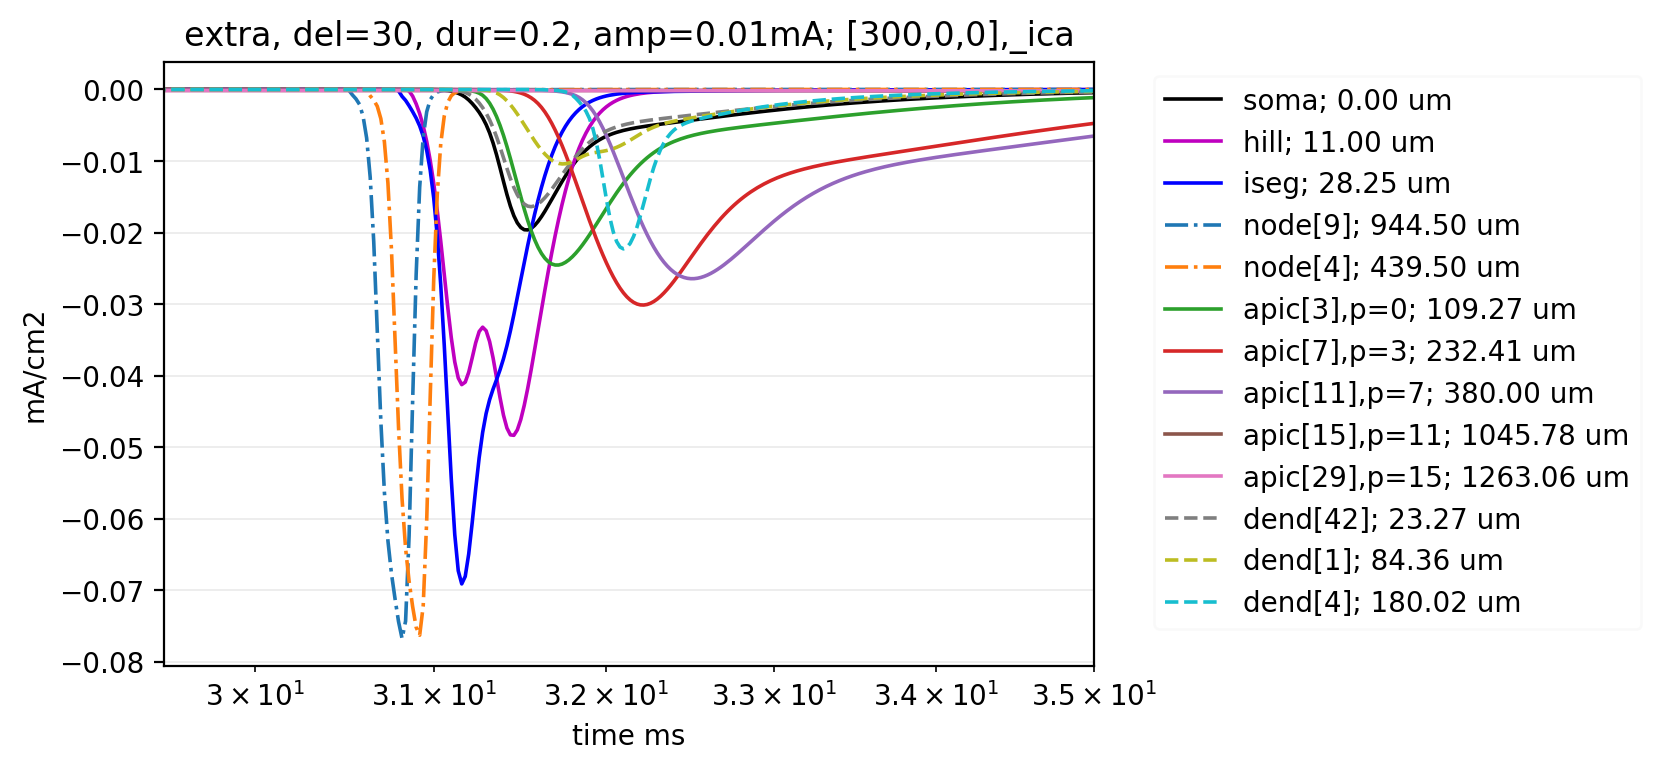 extra, del=30, dur=0.2, amp=0.01mA; [300,0,0],_ica
mA/cm2
0.00
−0.01
−0.02
−0.03
−0.04
−0.05
−0.06
−0.07
−0.08
3 × 10¹
3.1 × 10¹
3.2 × 10¹
3.3 × 10¹
3.4 × 10¹
3.5 × 10¹
time ms
soma; 0.00 um
hill; 11.00 um
iseg; 28.25 um
node[9]; 944.50 um
node[4]; 439.50 um
apic[3],p=0; 109.27 um
apic[7],p=3; 232.41 um
apic[11],p=7; 380.00 um
apic[15],p=11; 1045.78 um
apic[29],p=15; 1263.06 um
dend[42]; 23.27 um
dend[1]; 84.36 um
dend[4]; 180.02 um